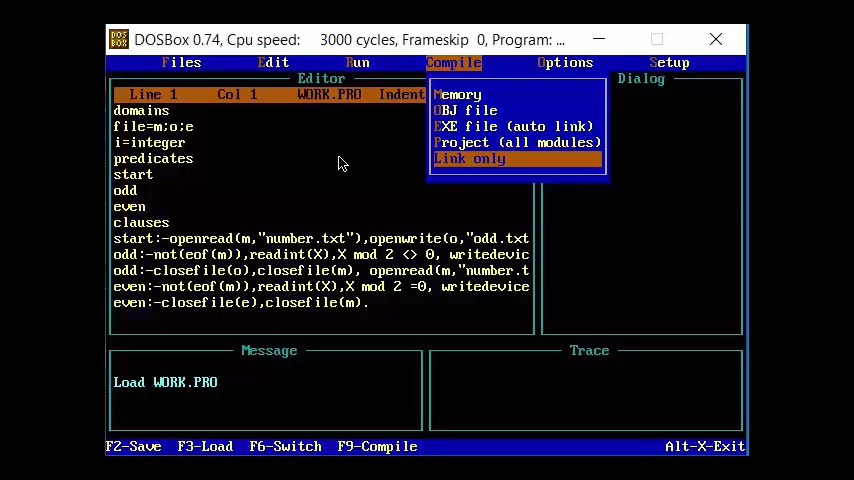 DOS
BOX
DOSBox 0.74, Cpu speed: 3000 cycles, Frameskip 0, Program: ...
Files Edit Run Compile Options Setup
Editor Dialog
Line 1 Col 1 WORK.PRO Indent
Memory
OBJ file
EXE file (auto link)
Project (all modules)
Link only
domains
file=m;o;e
i=integer
predicates
start
odd
even
clauses
start:-openread(m,"number.txt"),openwrite(o,"odd.txt
odd:-not(eof(m)),readint(X),X mod 2 <> 0, writedevic
odd:-closefile(o),closefile(m), openread(m,"number.t
even:-not(eof(m)),readint(X),X mod 2 =0, writedevice
even:-closefile(e),closefile(m).
Message Trace
Load WORK.PRO
F2-Save F3-Load F6-Switch F9-Compile Alt-X-Exit